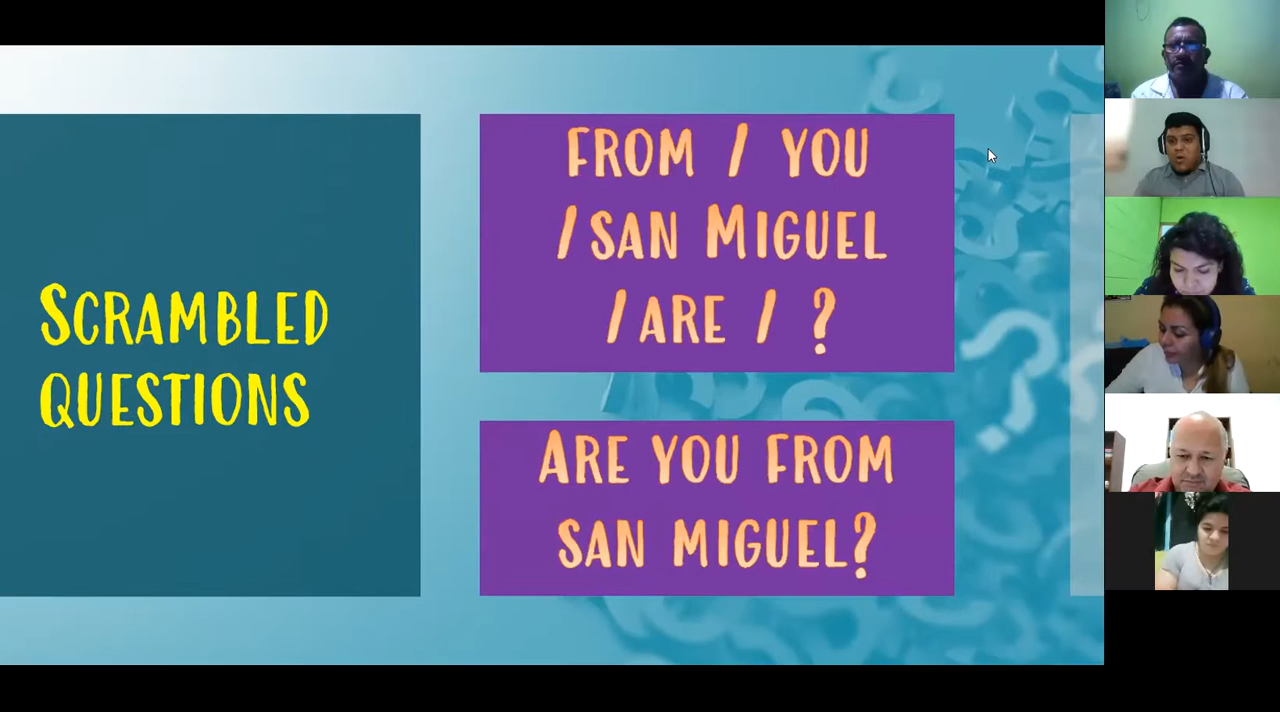 SCRAMBLED
QUESTIONS
FROM / YOU
/SAN MIGUEL
/ARE / ?
ARE YOU FROM
SAN MIGUEL?